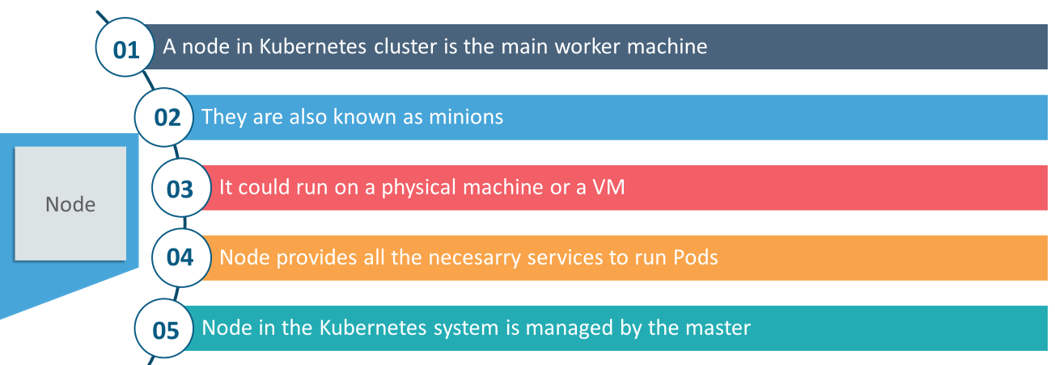 01 A node in Kubernetes cluster is the main worker machine
02 They are also known as minions
03 It could run on a physical machine or a VM
Node
04 Node provides all the necesarry services to run Pods
05 Node in the Kubernetes system is managed by the master